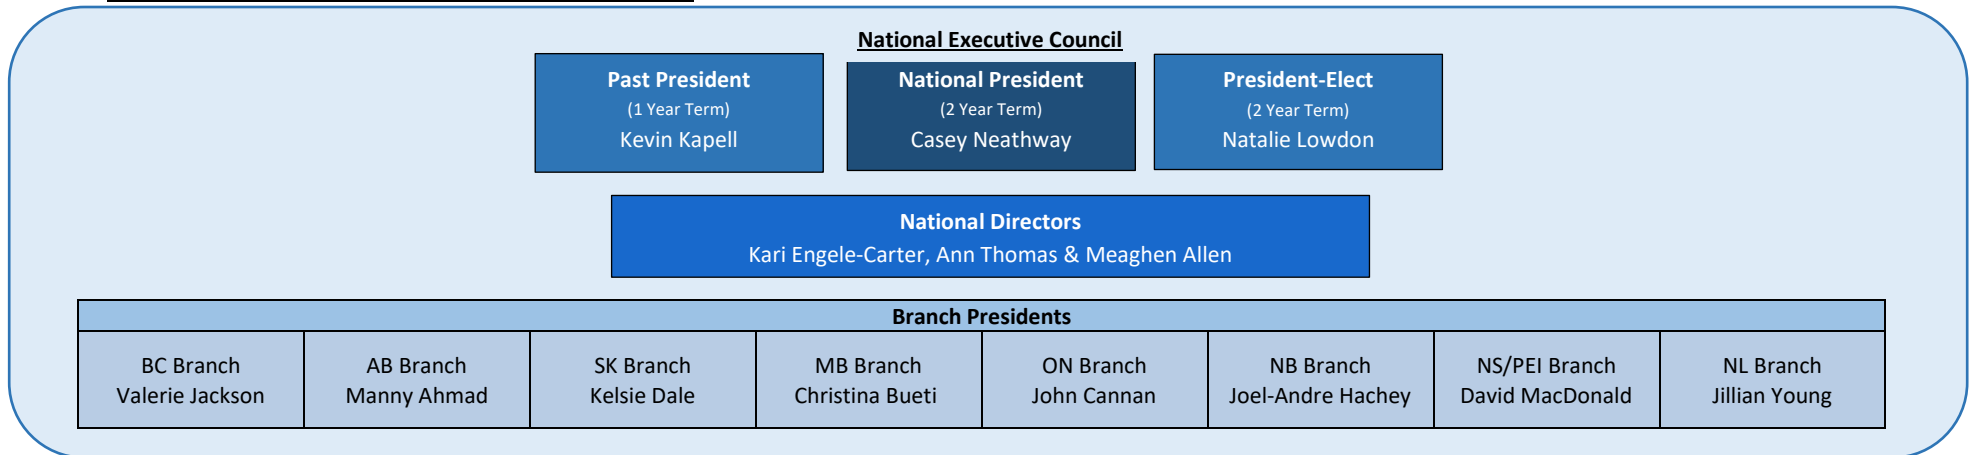 National Executive Council
Past President
(1 Year Term)
Kevin Kapell
National President
(2 Year Term)
Casey Neathway
President-Elect
(2 Year Term)
Natalie Lowdon
National Directors
Kari Engele-Carter, Ann Thomas & Meaghen Allen
Branch Presidents
BC Branch
Valerie Jackson
AB Branch
Manny Ahmad
SK Branch
Kelsie Dale
MB Branch
Christina Bueti
ON Branch
John Cannan
NB Branch
Joel-Andre Hachey
NS/PEI Branch
David MacDonald
NL Branch
Jillian Young